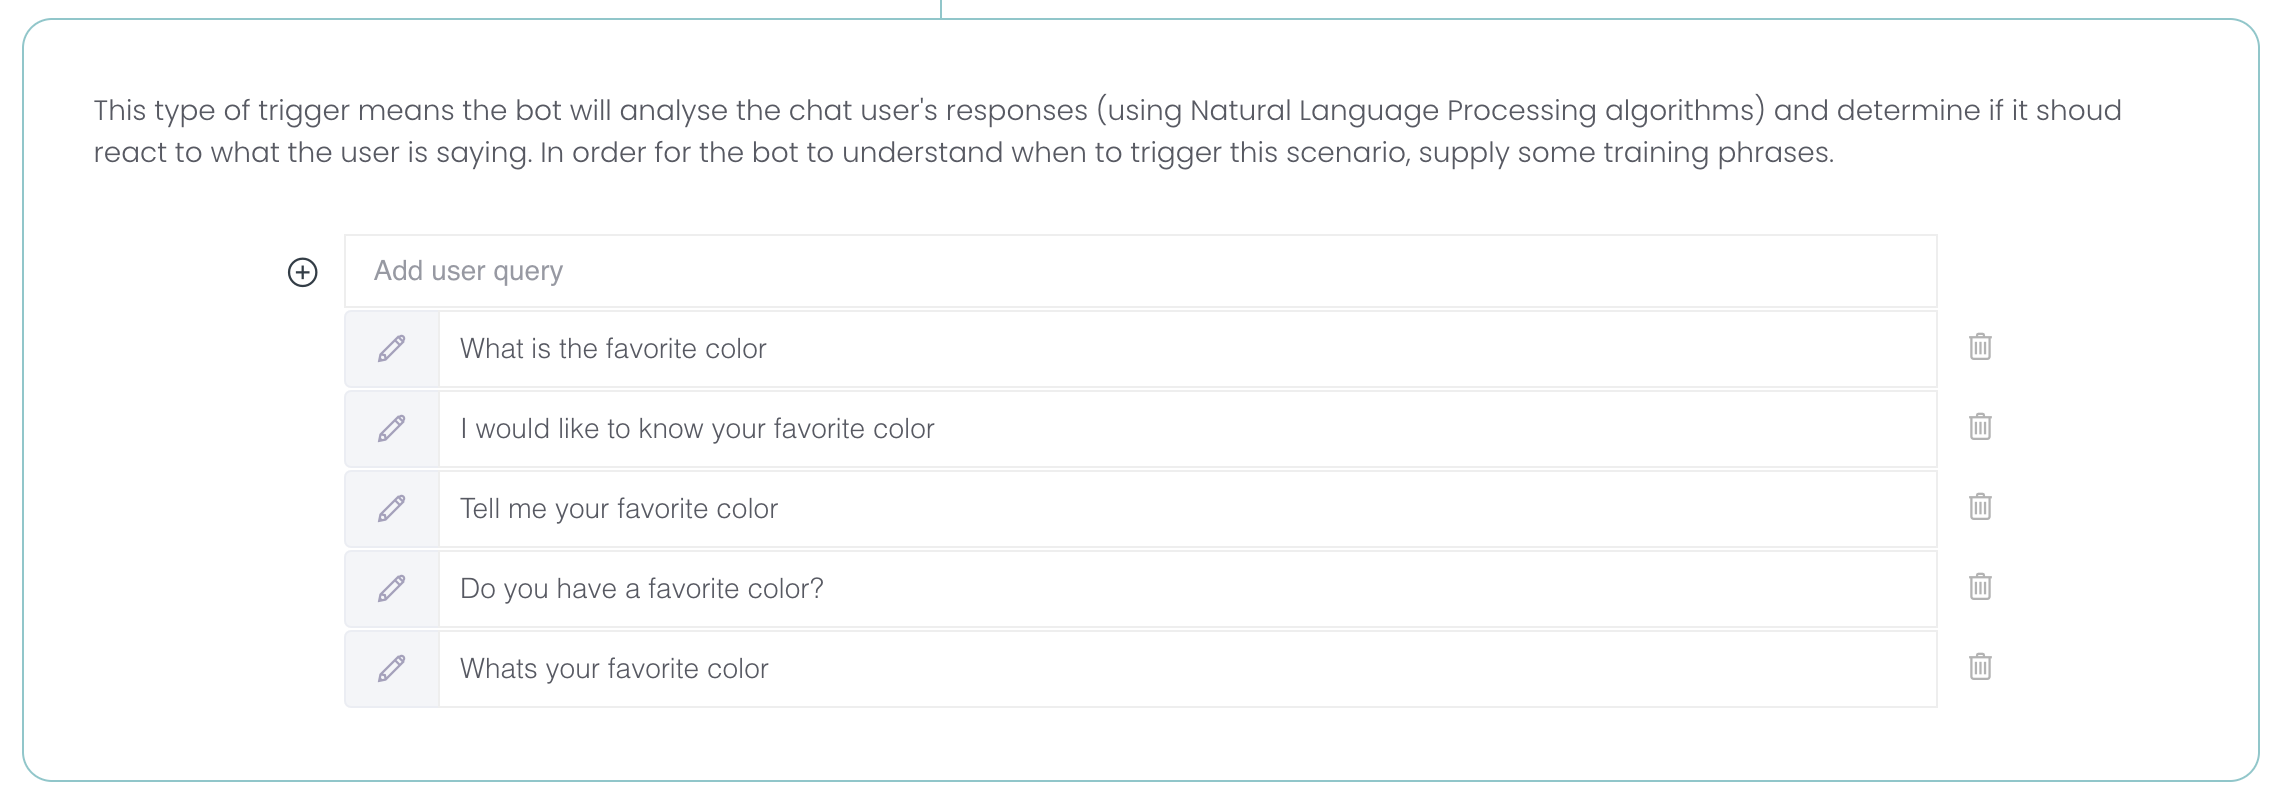 This type of trigger means the bot will analyse the chat user's responses (using Natural Language Processing algorithms) and determine if it shoud
react to what the user is saying. In order for the bot to understand when to trigger this scenario, supply some training phrases.
Add user query
What is the favorite color
I would like to know your favorite color
Tell me your favorite color
Do you have a favorite color?
Whats your favorite color